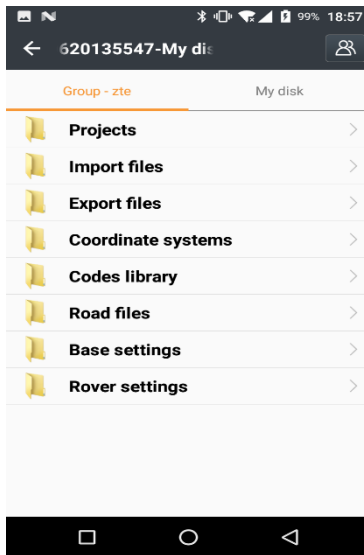 99% 18:57
620135547-My dis
Group - zte My disk
Projects
Import files
Export files
Coordinate systems
Codes library
Road files
Base settings
Rover settings